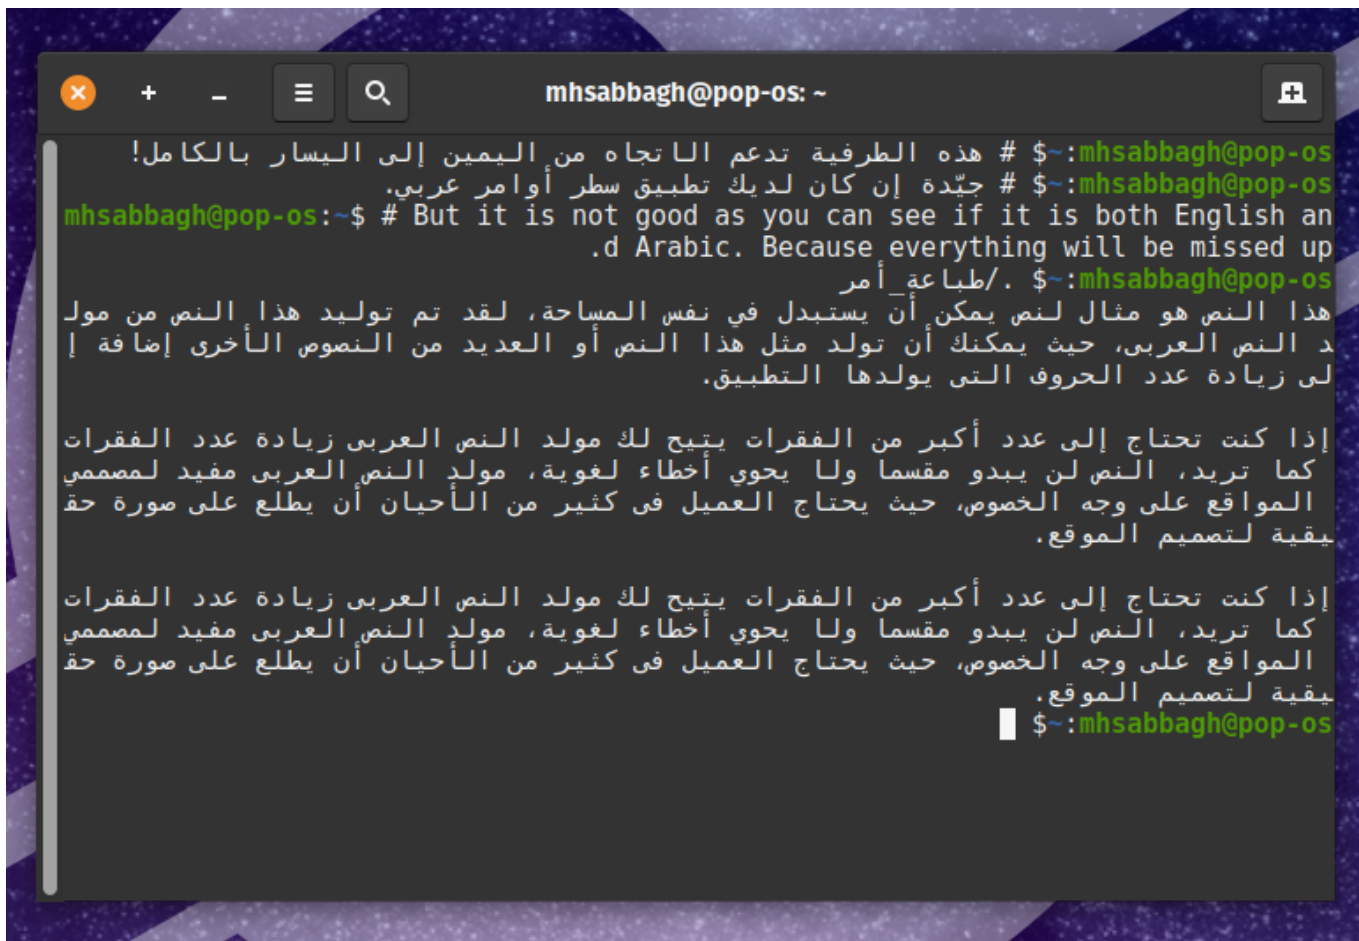 mhsabbagh@pop-os: ~
mhsabbagh@pop-os:~$ # هذه الطرفية تدعم الاتجاه من اليمين إلى اليسار بالكامل!
mhsabbagh@pop-os:~$ # جيّدة إن كان لديك تطبيق سطر أوامر عربي.
mhsabbagh@pop-os:~$ # But it is not good as you can see if it is both English an
d Arabic. Because everything will be missed up.
mhsabbagh@pop-os:~$ ./طباعة_أمر
هذا النص هو مثال لنص يمكن أن يستبدل في نفس المساحة، لقد تم توليد هذا النص من مول
د النص العربى، حيث يمكنك أن تولد مثل هذا النص أو العديد من النصوص الأخرى إضافة إ
لى زيادة عدد الحروف التى يولدها التطبيق.
إذا كنت تحتاج إلى عدد أكبر من الفقرات يتيح لك مولد النص العربى زيادة عدد الفقرات
كما تريد، النص لن يبدو مقسما ولا يحوي أخطاء لغوية، مولد النص العربى مفيد لمصممي
المواقع على وجه الخصوص، حيث يحتاج العميل فى كثير من الأحيان أن يطلع على صورة حق
يقية لتصميم الموقع.
إذا كنت تحتاج إلى عدد أكبر من الفقرات يتيح لك مولد النص العربى زيادة عدد الفقرات
كما تريد، النص لن يبدو مقسما ولا يحوي أخطاء لغوية، مولد النص العربى مفيد لمصممي
المواقع على وجه الخصوص، حيث يحتاج العميل فى كثير من الأحيان أن يطلع على صورة حق
يقية لتصميم الموقع.
mhsabbagh@pop-os:~$